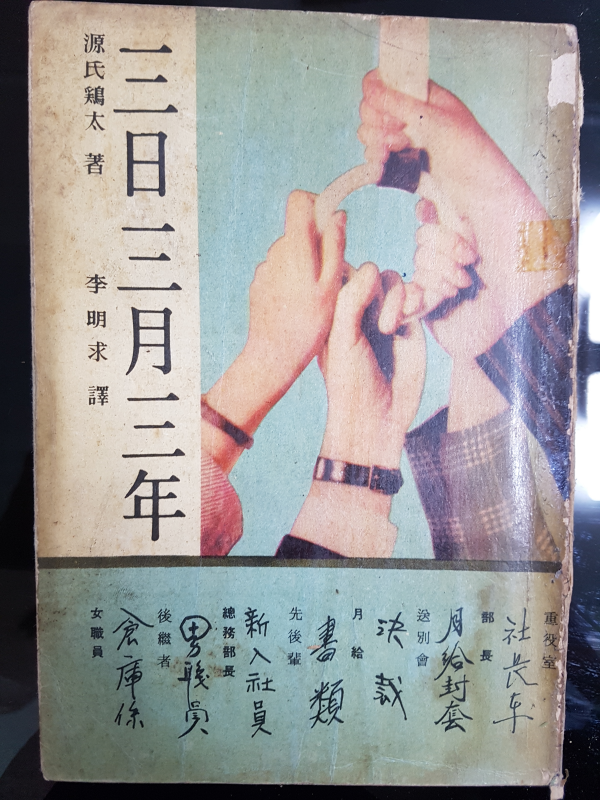 三日三月三年
源氏鶏太 著
李明求 譯
重役室
社長車
部長
月給封套
送別會
決裁
月給
書類
先後輩
新入社員
總務部長
男職員
後繼者
倉庫係
女職員